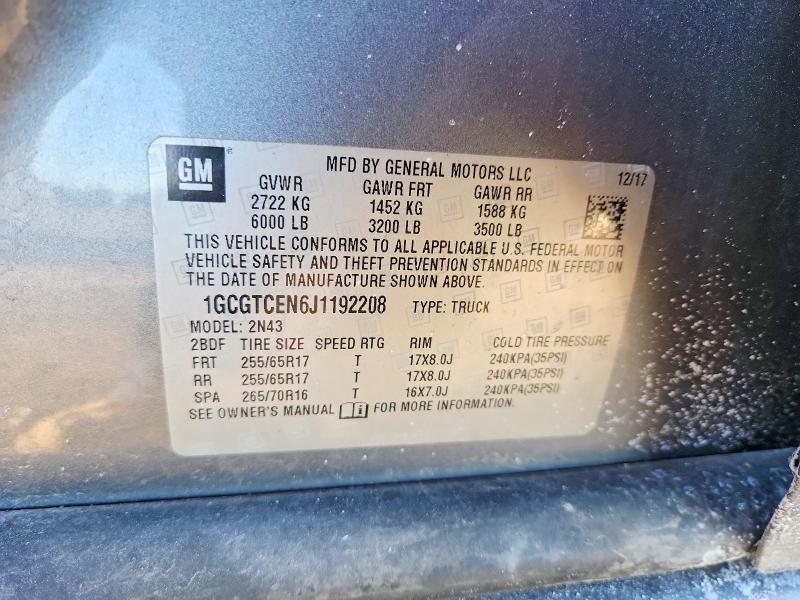 GM
MFD BY GENERAL MOTORS LLC 12/17
GVWR GAWR FRT GAWR RR
2722 KG 1452 KG 1588 KG
6000 LB 3200 LB 3500 LB
THIS VEHICLE CONFORMS TO ALL APPLICABLE U.S. FEDERAL MOTOR
VEHICLE SAFETY AND THEFT PREVENTION STANDARDS IN EFFECT ON
THE DATE OF MANUFACTURE SHOWN ABOVE.
1GCGTCEN6J1192208 TYPE: TRUCK
MODEL: 2N43
2BDF TIRE SIZE SPEED RTG RIM COLD TIRE PRESSURE
FRT 255/65R17 T 17X8.0J 240KPA(35PSI)
RR 255/65R17 T 17X8.0J 240KPA(35PSI)
SPA 265/70R16 T 16X7.0J 240KPA(35PSI)
SEE OWNER'S MANUAL FOR MORE INFORMATION.